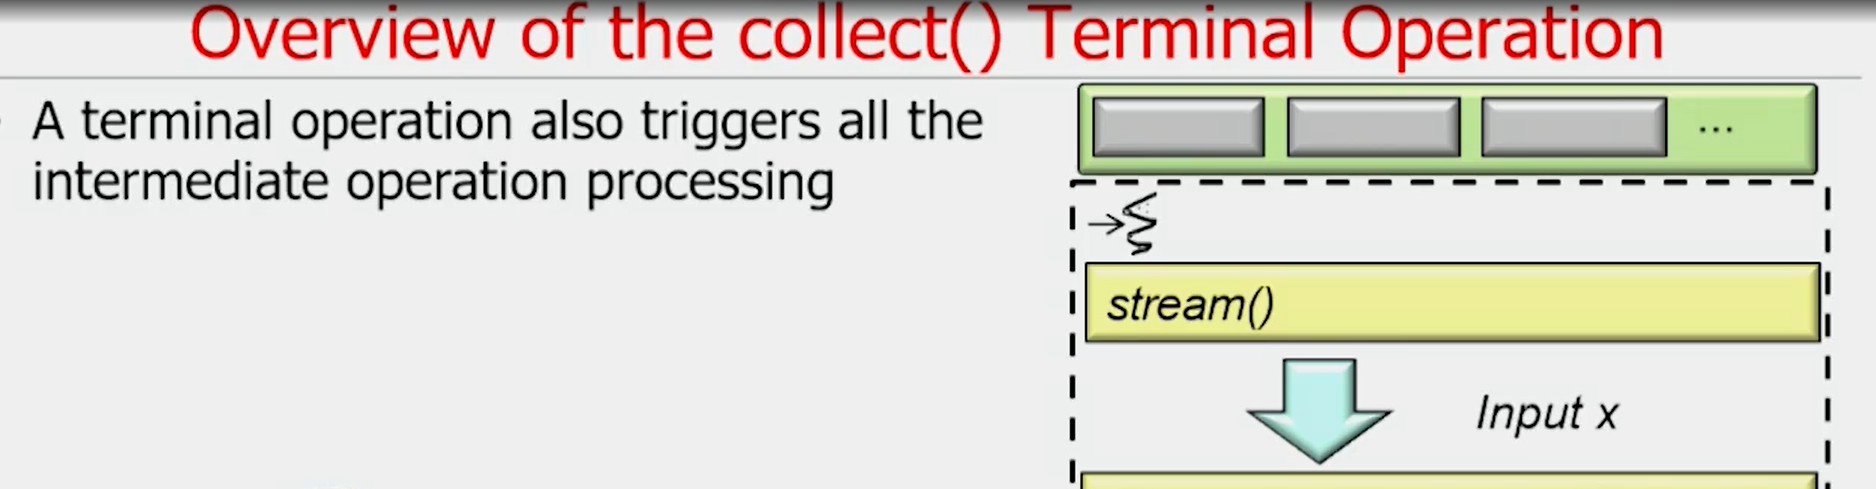 Overview of the collect() Terminal Operation
A terminal operation also triggers all the
intermediate operation processing
...
stream()
Input x